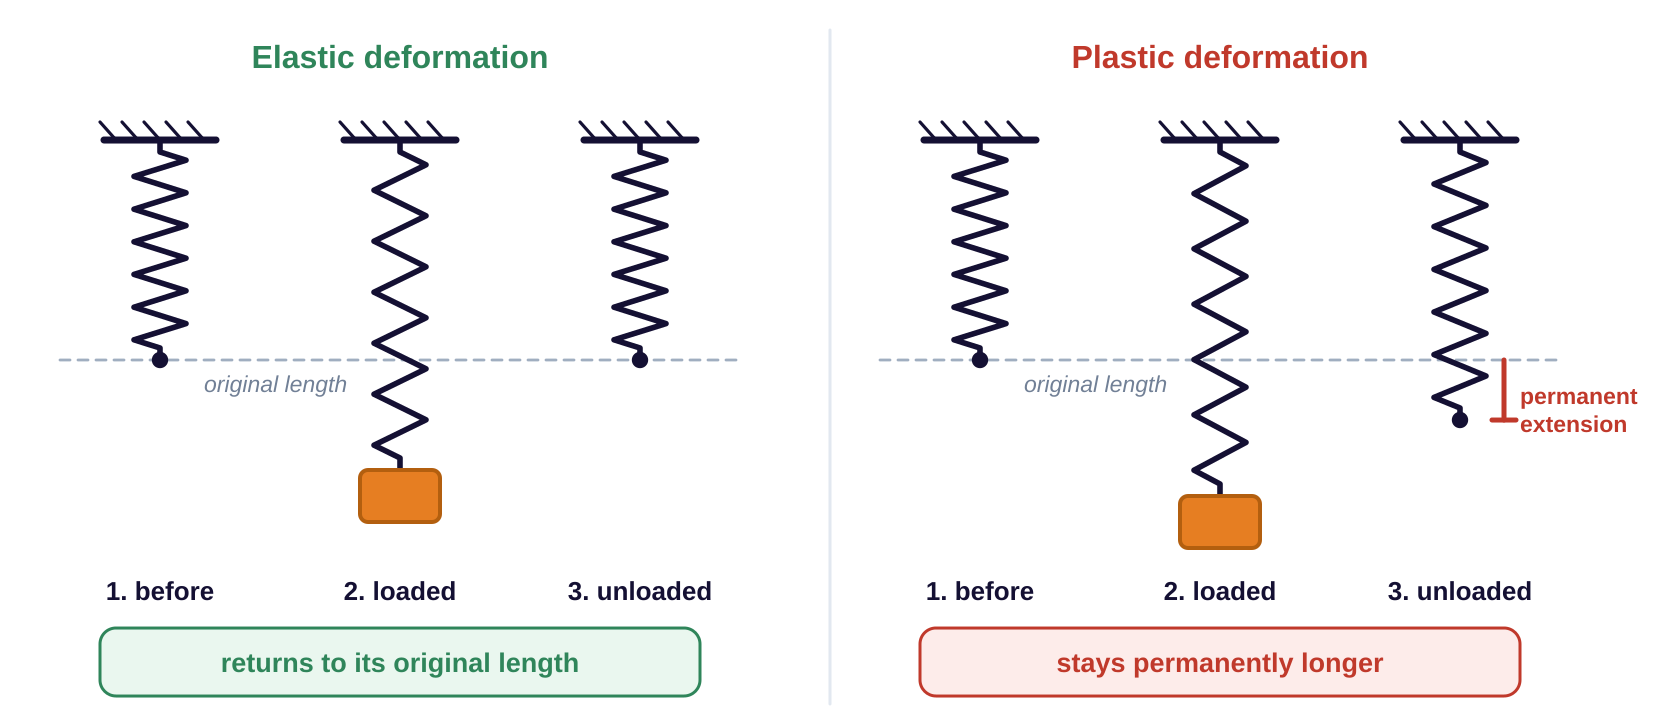 Elastic deformation
original length
1. before
2. loaded
3. unloaded
returns to its original length
Plastic deformation
original length
permanent
extension
1. before
2. loaded
3. unloaded
stays permanently longer